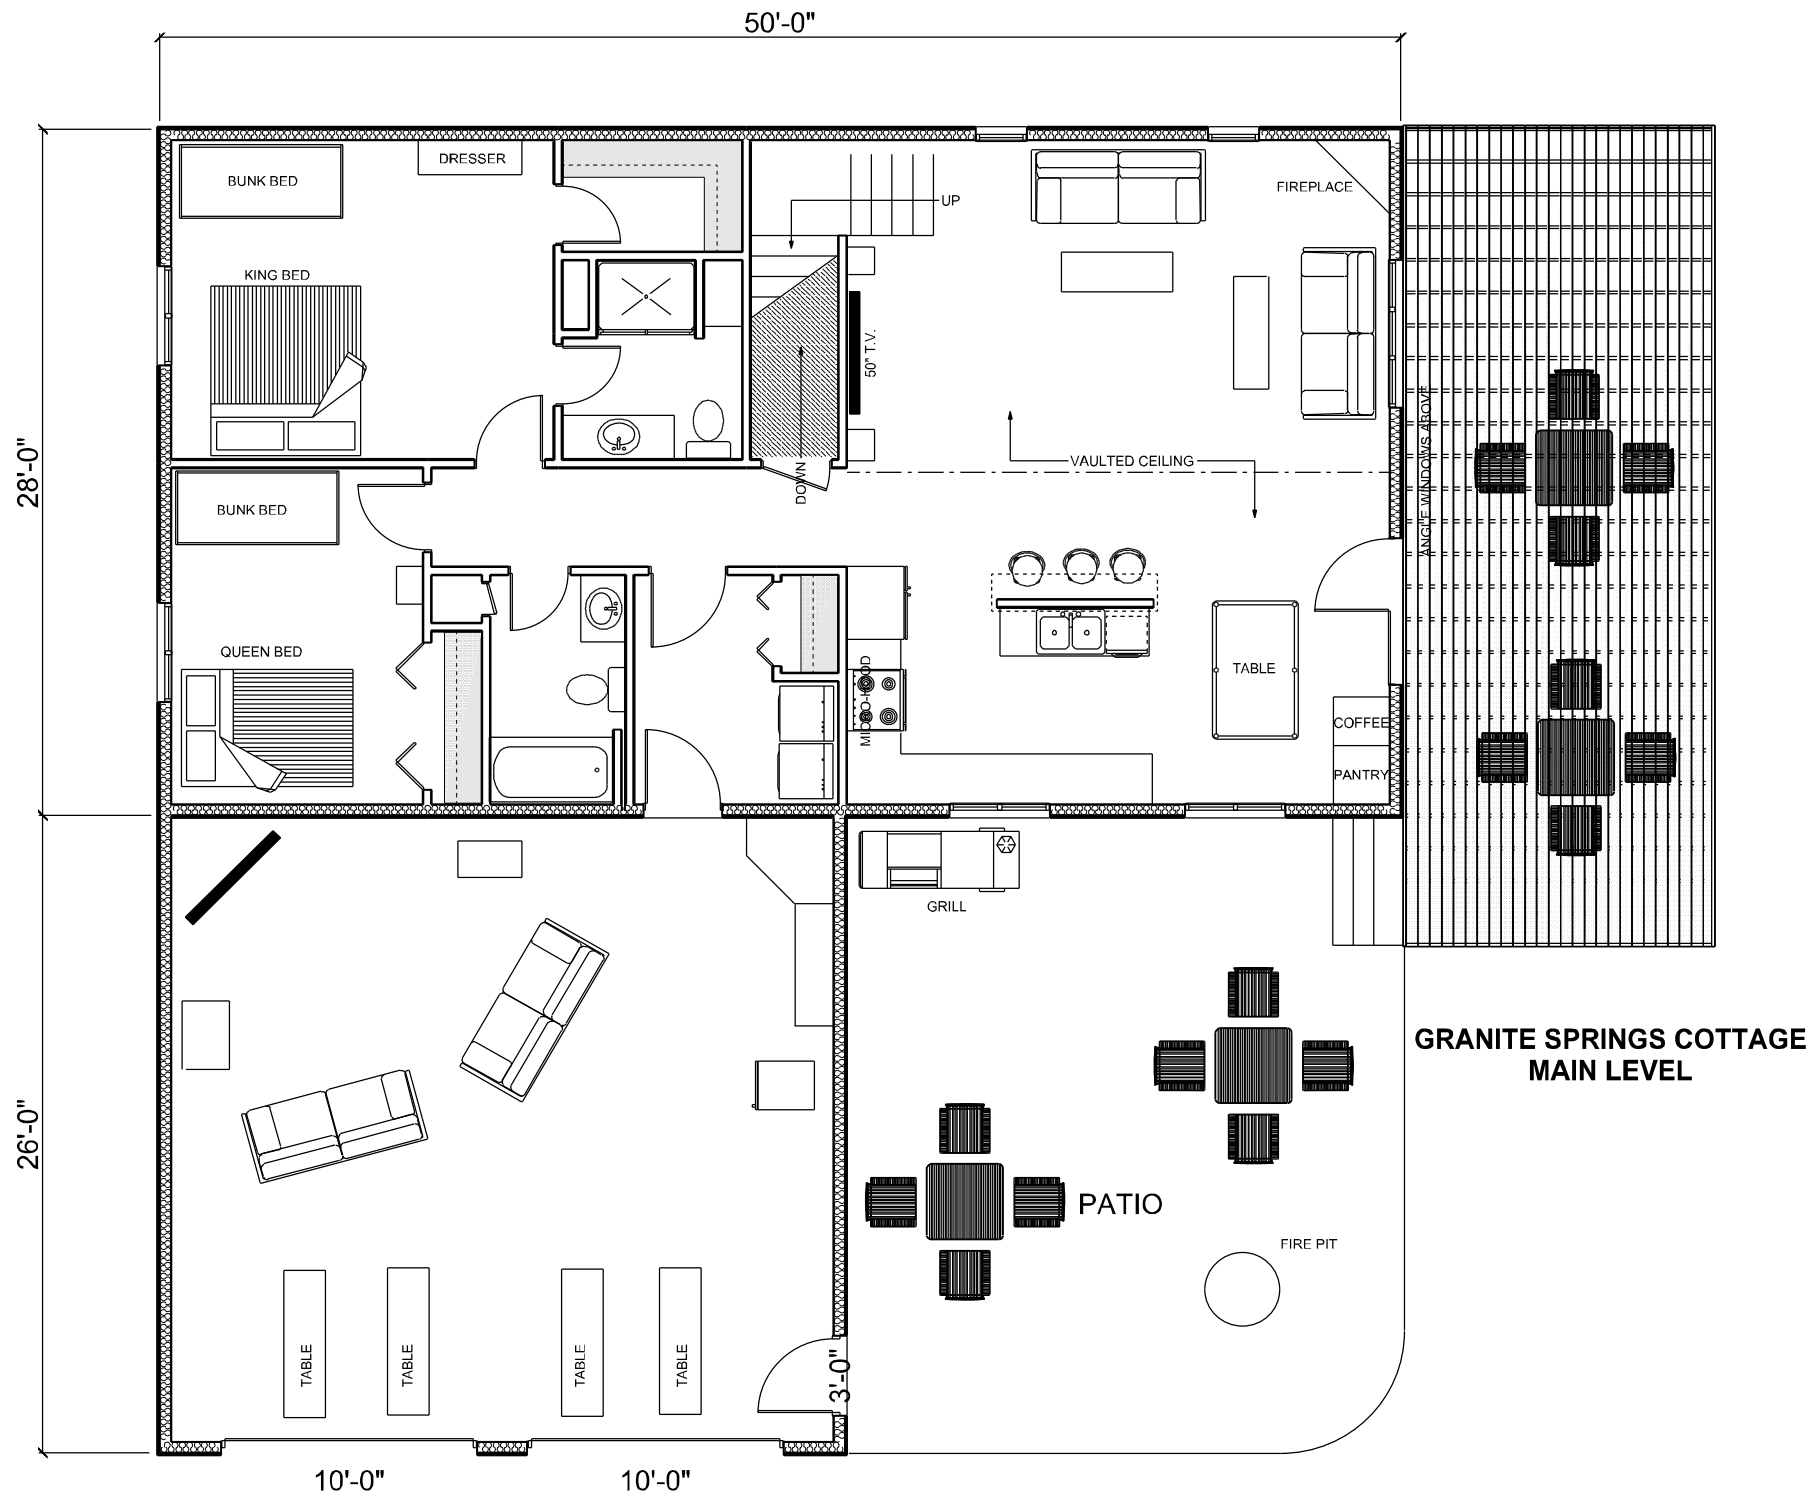 50'-0"
DRESSER
BUNK BED
FIREPLACE
UP
KING BED
50" T.V.
28'-0"
VAULTED CEILING
DOWN
ANGLE WINDOWS ABOVE
BUNK BED
QUEEN BED
MICRO-HOOD
TABLE
COFFEE
PANTRY
GRILL
GRANITE SPRINGS COTTAGE
MAIN LEVEL
26'-0"
PATIO
FIRE PIT
TABLE
TABLE
TABLE
TABLE
3'-0"
10'-0"
10'-0"